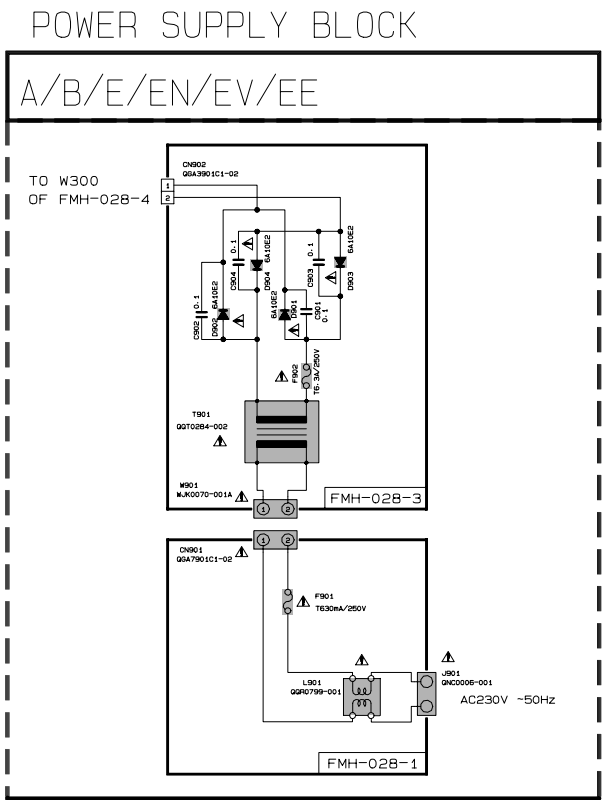 POWER SUPPLY BLOCK
A/B/E/EN/EV/EE
CN902
QGA3901C1-02
TO W300
OF FMH-028-4
1
2
0.1
C904
6A10E2
D904
0.1
C903
6A10E2
D903
0.1
C902
6A10E2
D902
6A10E2
D901
C901
0.1
F902
T6.3A/250V
T901
QGT0284-002
W901
WJK0070-001A
1
2
FMH-028-3
CN901
QGA7901C1-02
1
2
F901
T630mA/250V
L901
QQR0799-001
J901
QNC0006-001
AC230V ~50Hz
FMH-028-1